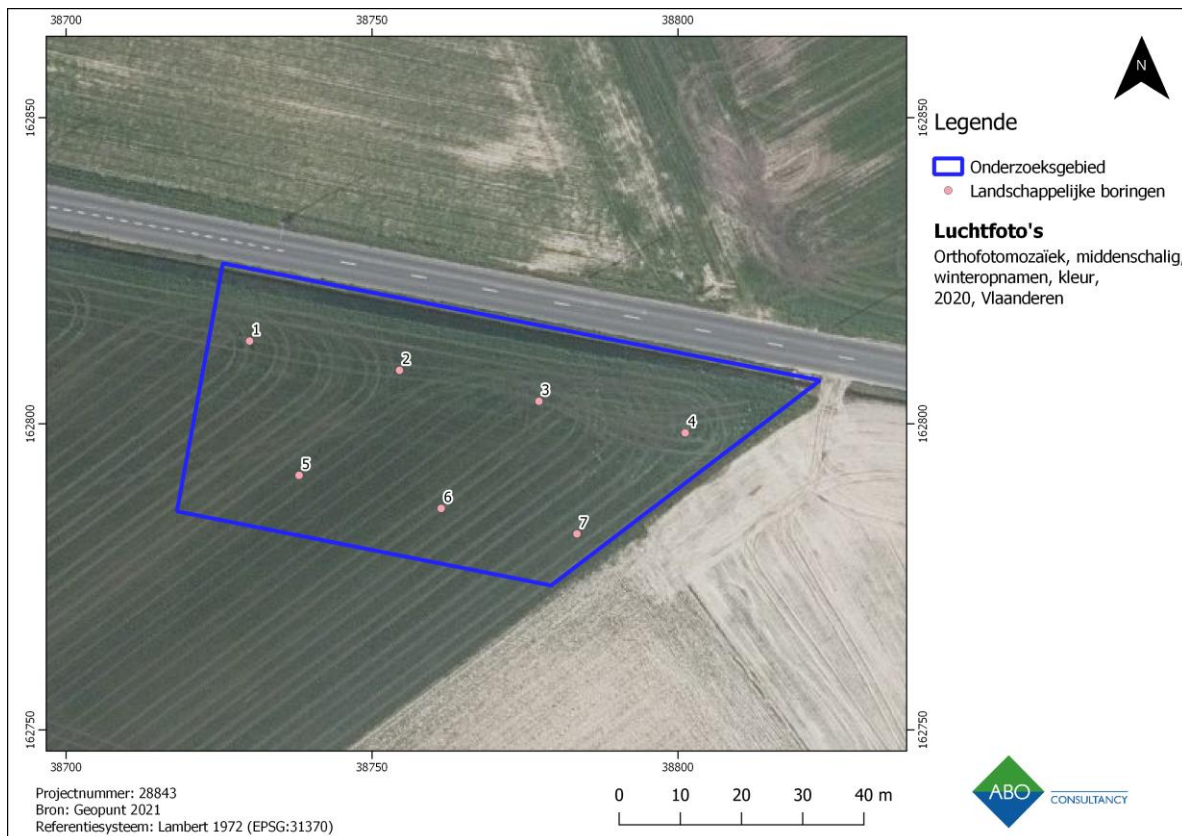 38700
38750
38800
162850
162800
162750
162850
162800
162750
N
Legende
Onderzoeksgebied
Landschappelijke boringen
Luchtfoto's
Orthofotomozaïek, middenschalig,
winteropnamen, kleur,
2020, Vlaanderen
1
2
3
4
5
6
7
38700
38750
38800
Projectnummer: 28843
Bron: Geopunt 2021
Referentiesysteem: Lambert 1972 (EPSG:31370)
0 10 20 30 40 m
ABO
CONSULTANCY